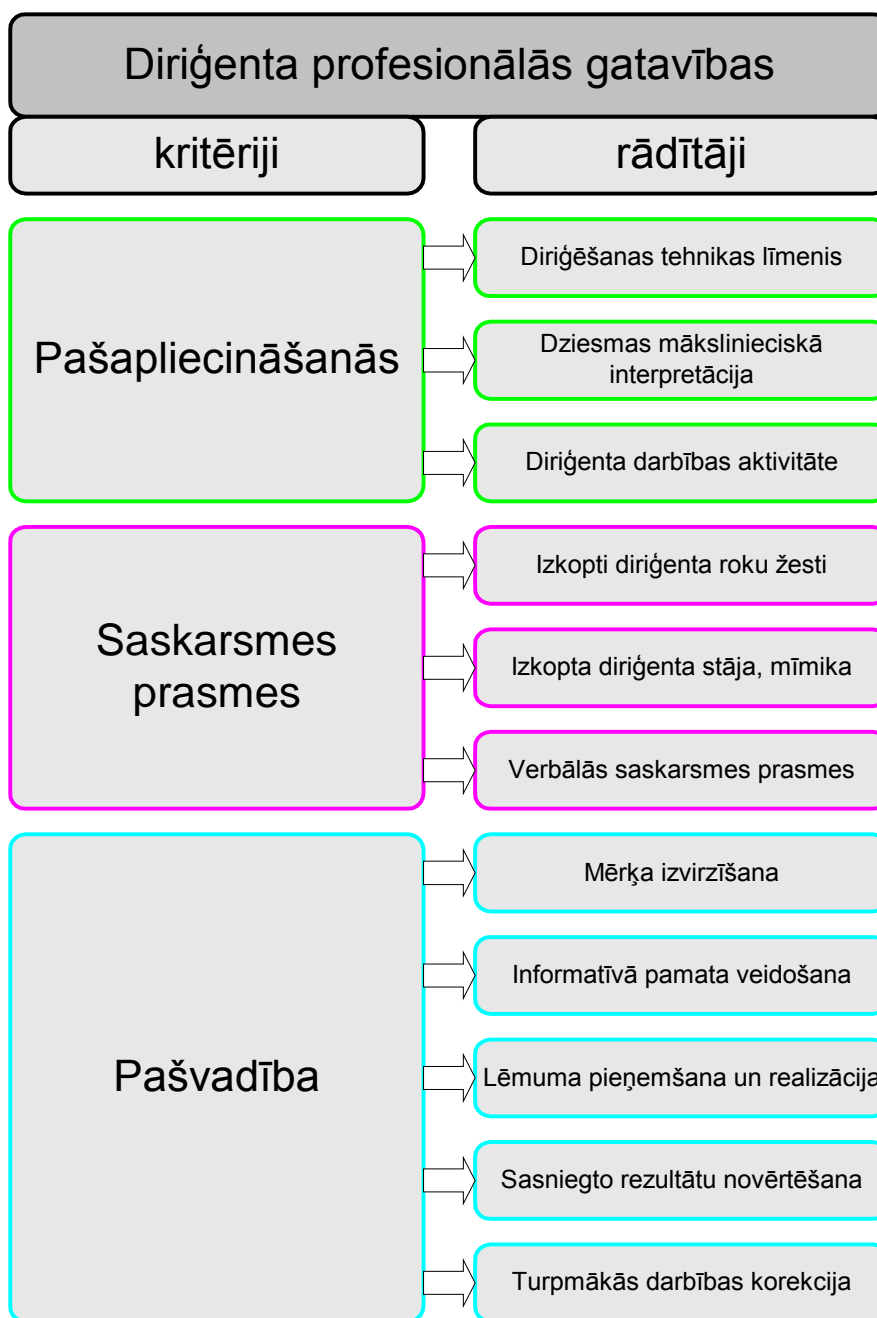 Diriģenta profesionālās gatavības
kritēriji
rādītāji
Pašapliecināšanās
Diriģēšanas tehnikas līmenis
Dziesmas mākslinieciskā
interpretācija
Diriģenta darbības aktivitāte
Saskarsmes
prasmes
Izkopti diriģenta roku žesti
Izkopta diriģenta stāja, mīmika
Verbālās saskarsmes prasmes
Pašvadība
Mērķa izvirzīšana
Informatīvā pamata veidošana
Lēmuma pieņemšana un realizācija
Sasniegto rezultātu novērtēšana
Turpmākās darbības korekcija